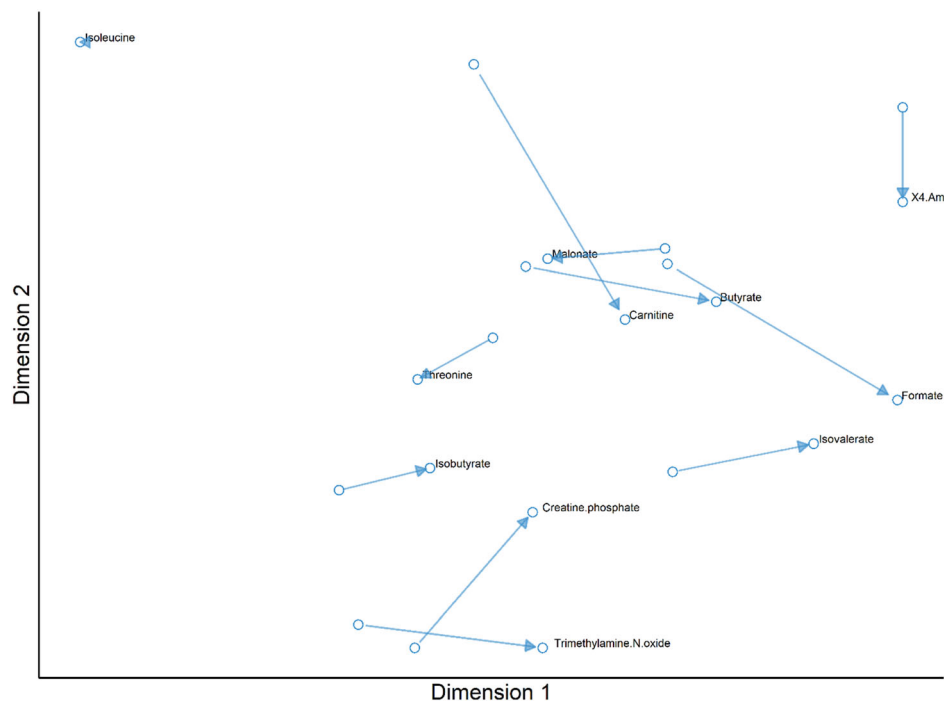 Isoleucine
X4.Am
Malonate
Butyrate
Carnitine
Threonine
Formate
Isovalerate
Isobutyrate
Creatine.phosphate
Trimethylamine.N.oxide
Dimension 2
Dimension 1